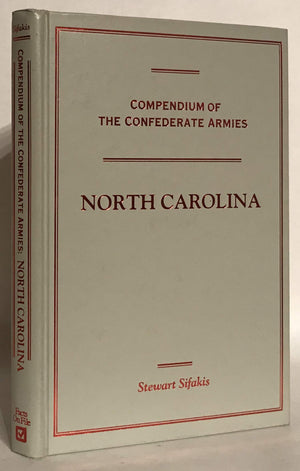 COMPENDIUM OF
THE CONFEDERATE ARMIES
NORTH CAROLINA
Stewart Sifakis
Sifakis
COMPENDIUM OF THE CONFEDERATE ARMIES: NORTH CAROLINA
Facts
On File